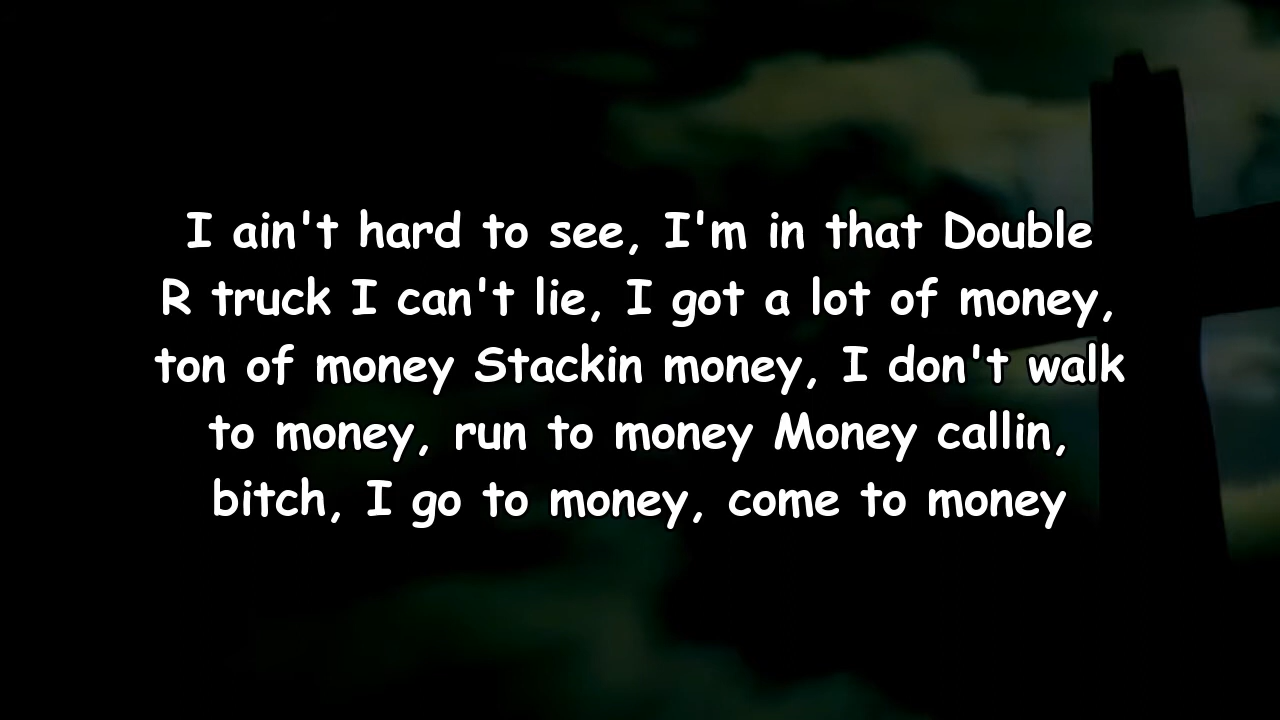 I ain't hard to see, I'm in that Double
R truck I can't lie, I got a lot of money,
ton of money Stackin money, I don't walk
to money, run to money Money callin,
bitch, I go to money, come to money